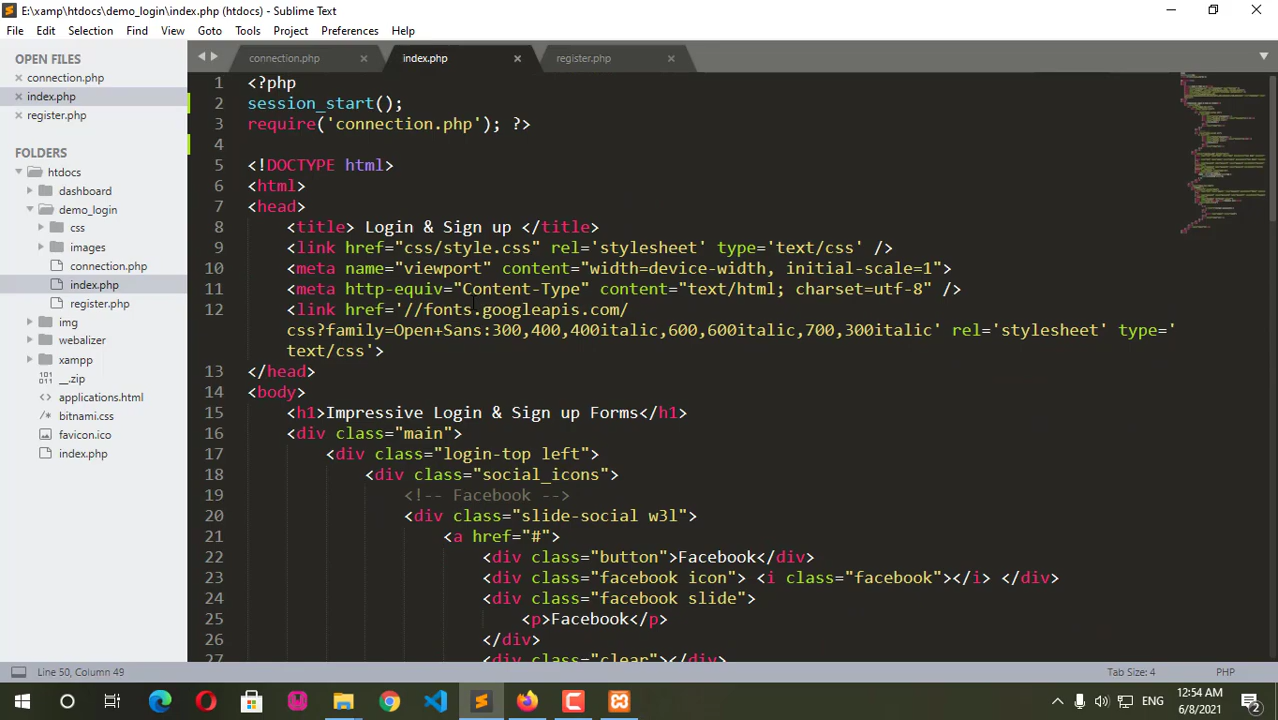 E:\xamp\htdocs\demo_login\index.php (htdocs) - Sublime Text
File Edit Selection Find View Goto Tools Project Preferences Help
OPEN FILES
connection.php
index.php
register.php
FOLDERS
htdocs
dashboard
demo_login
css
images
connection.php
index.php
register.php
img
webalizer
xampp
__.zip
applications.html
bitnami.css
favicon.ico
index.php
connection.php index.php register.php
1 <?php
2 session_start();
3 require('connection.php'); ?>
4
5 <!DOCTYPE html>
6 <html>
7 <head>
8 <title> Login & Sign up </title>
9 <link href="css/style.css" rel='stylesheet' type='text/css' />
10 <meta name="viewport" content="width=device-width, initial-scale=1">
11 <meta http-equiv="Content-Type" content="text/html; charset=utf-8" />
12 <link href='//fonts.googleapis.com/
css?family=Open+Sans:300,400,400italic,600,600italic,700,300italic' rel='stylesheet' type='
text/css'>
13 </head>
14 <body>
15 <h1>Impressive Login & Sign up Forms</h1>
16 <div class="main">
17 <div class="login-top left">
18 <div class="social_icons">
19 <!-- Facebook -->
20 <div class="slide-social w3l">
21 <a href="#">
22 <div class="button">Facebook</div>
23 <div class="facebook icon"> <i class="facebook"></i> </div>
24 <div class="facebook slide">
25 <p>Facebook</p>
26 </div>
27 <div class="clear"></div>
Line 50, Column 49
Tab Size: 4 PHP
ENG
12:54 AM
6/8/2021
2